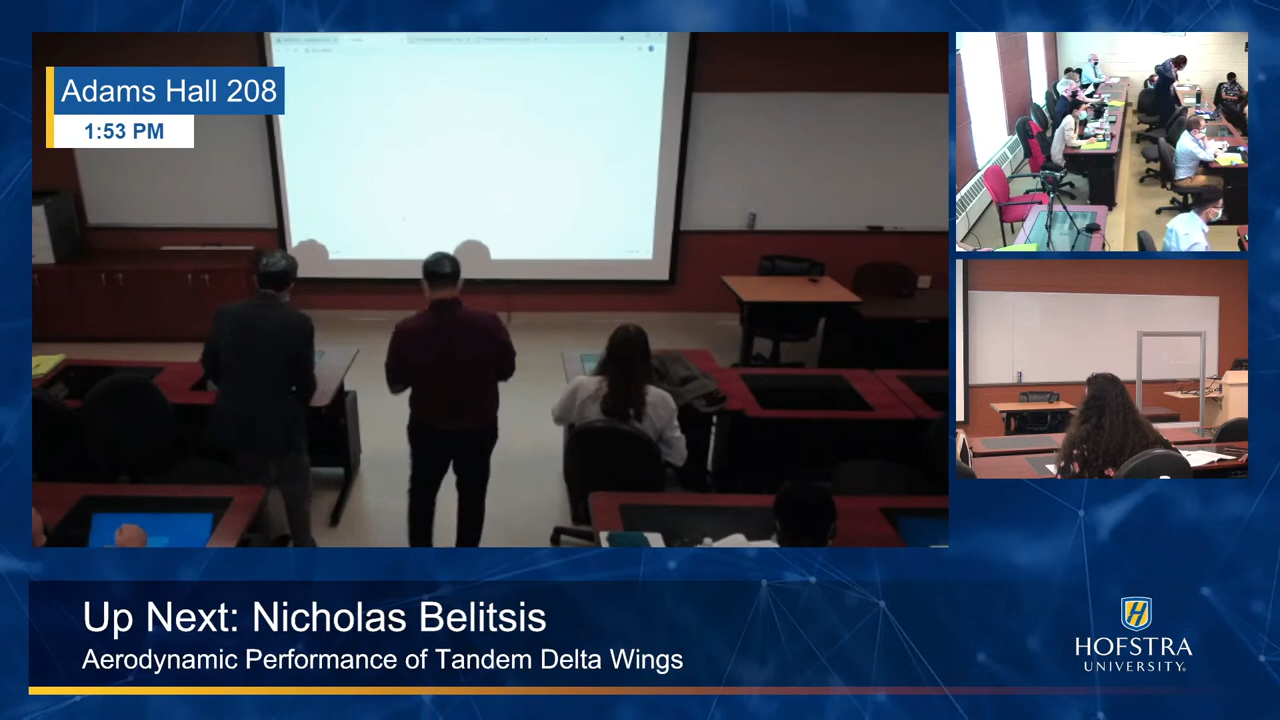 Adams Hall 208
1:53 PM
Up Next: Nicholas Belitsis
Aerodynamic Performance of Tandem Delta Wings
H
HOFSTRA
UNIVERSITY®